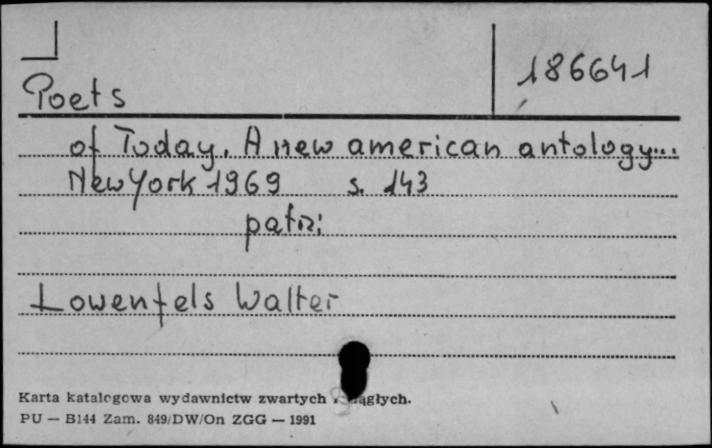 186641
Poets
of Today. A new american antology...
New York 1969 s. 143
patrz:
Lowenfels Walter
Karta katalogowa wydawnictw zwartych
PU — B144 Zam. 849/DW/On ZGG — 1991